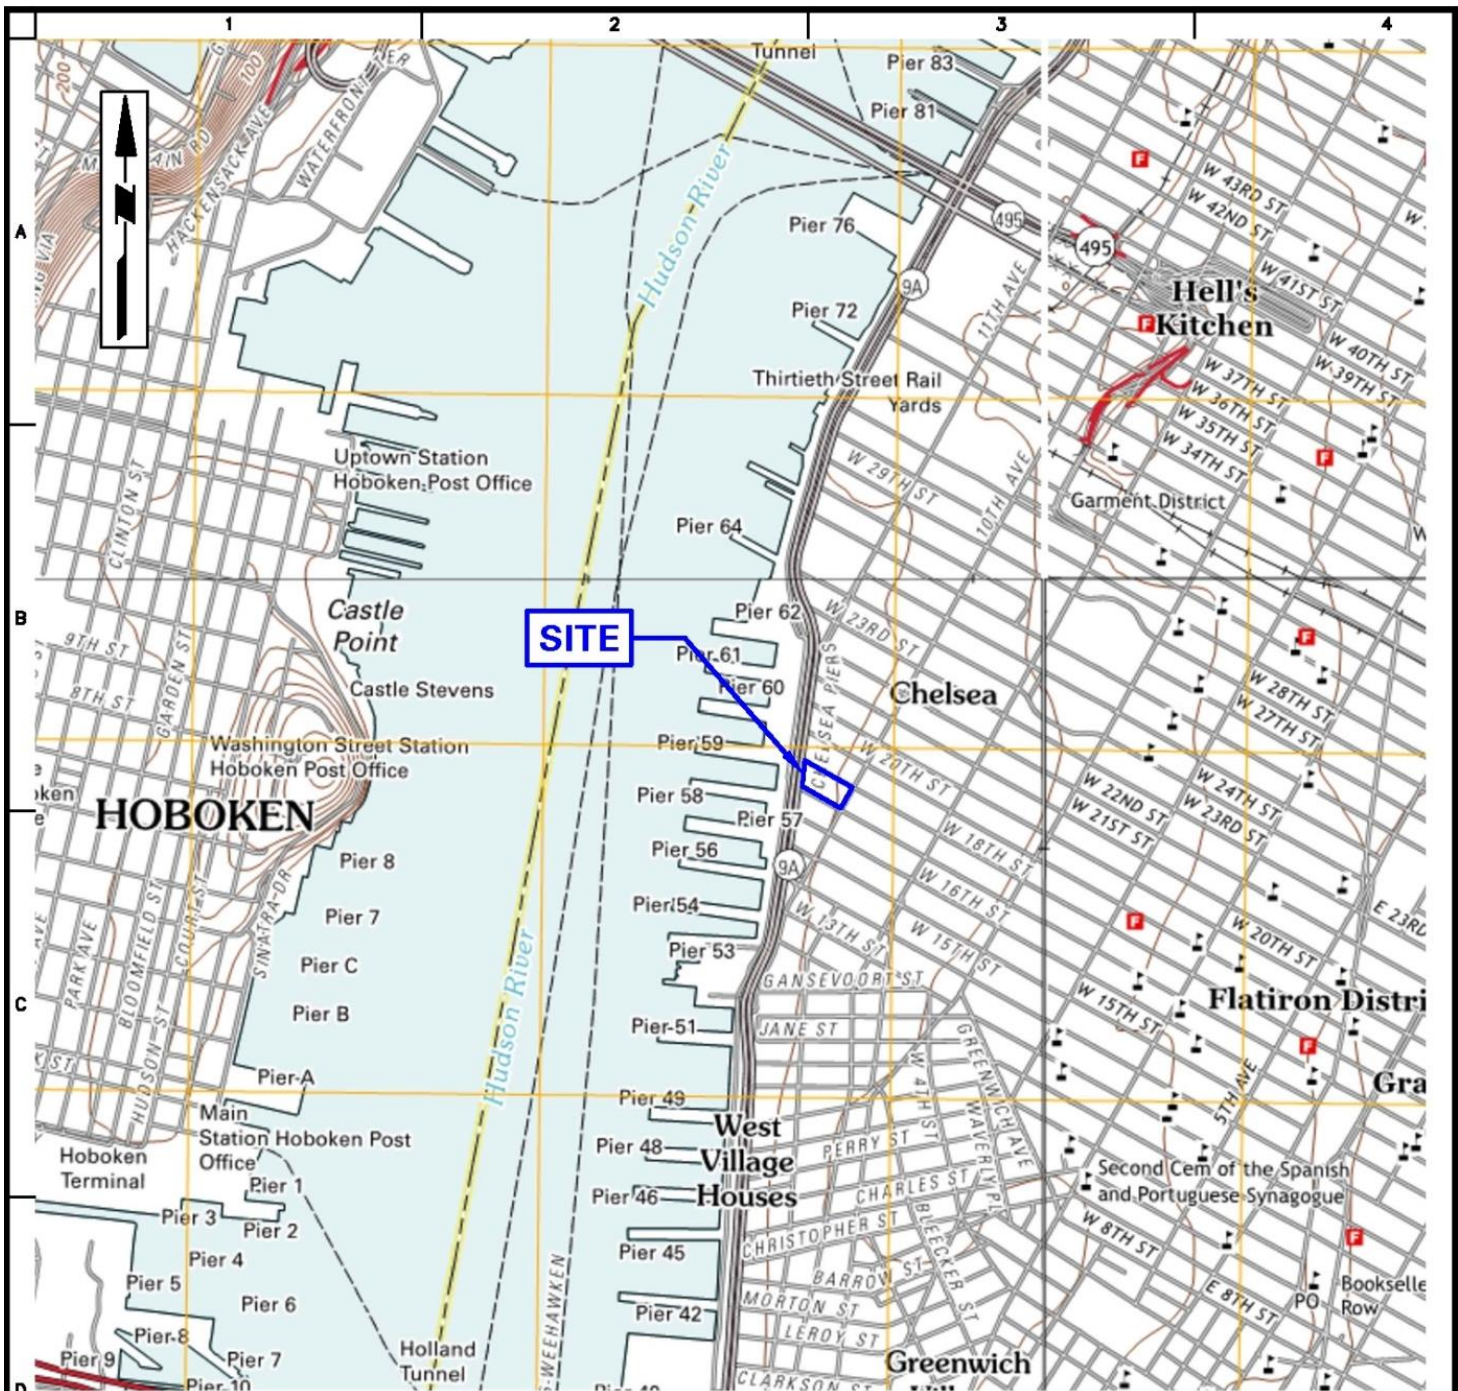 1
2
3
4
A
B
C
D
200
100
Tunnel
Pier 83
Pier 81
WATERFRONT TER
HACKENSACK AVE
Hudson River
W 43RD ST
W 42ND ST
495
495
Pier 76
9A
11TH AVE
W 41ST ST
Hell's
Kitchen
Pier 72
W 40TH ST
W 39TH ST
Thirtieth Street Rail
Yards
W 37TH ST
W 36TH ST
W 35TH ST
W 34TH ST
F
F
F
F
F
F
F
Uptown Station
Hoboken Post Office
CLINTON ST
W 29TH ST
10TH AVE
Garment District
Pier 64
Castle
Point
SITE
Pier 62
W 23RD ST
9TH ST
8TH ST
GARDEN ST
Pier 61
Pier 60
CHELSEA PIERS
Chelsea
W 28TH ST
W 27TH ST
Castle Stevens
Washington Street Station
Hoboken Post Office
Pier 59
W 20TH ST
W 24TH ST
W 23RD ST
W 22ND ST
W 21ST ST
oken
HOBOKEN
Pier 58
Pier 57
Pier 56
9A
W 18TH ST
W 16TH ST
Pier 8
Pier 7
Pier C
Pier B
Pier 54
W 13TH ST
W 15TH ST
E 23RD
W 20TH ST
PARK AVE
BLOOMFIELD ST
COURT ST
SINATRA DR
Hudson River
Pier 53
GANSEVOORT ST
W 15TH ST
Flatiron Distri
Pier 51
JANE ST
GREENWICH AVE
W 4TH ST
WAVERLY PL
5TH AVE
Gra
HUDSON ST
Pier A
Main
Station Hoboken Post
Office
Pier 49
West
Village
Houses
Pier 48
PERRY ST
Hoboken
Terminal
Pier 1
Pier 46
CHARLES ST
Second Cem of the Spanish
and Portuguese Synagogue
Pier 3
Pier 2
CHRISTOPHER ST
BLEECKER ST
W 8TH ST
Pier 4
Pier 45
Pier 5
BARROW ST
Pier 6
MORTON ST
E 8TH ST
PO
Bookselle
Row
Pier 42
Pier 8
LEROY ST
Pier 9
Pier 7
Holland
Tunnel
WEEHAWKEN
Greenwich
Pier 10
CLARKSON ST